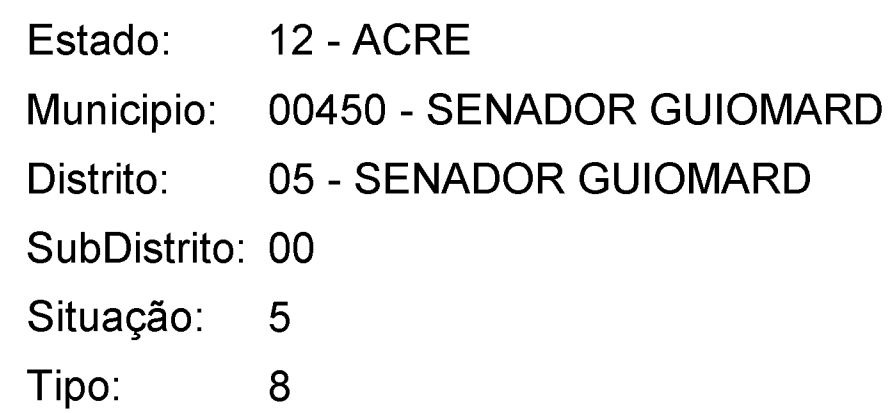 Estado: 12 - ACRE
Municipio: 00450 - SENADOR GUIOMARD
Distrito: 05 - SENADOR GUIOMARD
SubDistrito: 00
Situação: 5
Tipo: 8